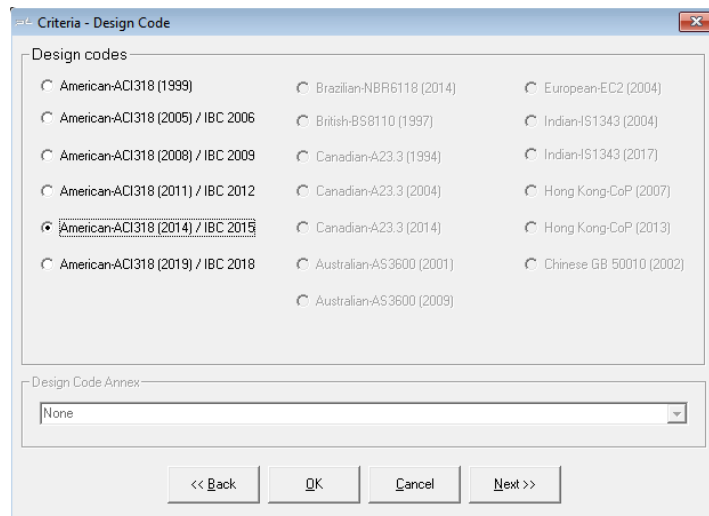 Criteria - Design Code
Design codes
American-ACI318 (1999)
American-ACI318 (2005) / IBC 2006
American-ACI318 (2008) / IBC 2009
American-ACI318 (2011) / IBC 2012
American-ACI318 (2014) / IBC 2015
American-ACI318 (2019) / IBC 2018
Brazilian-NBR6118 (2014)
British-BS8110 (1997)
Canadian-A23.3 (1994)
Canadian-A23.3 (2004)
Canadian-A23.3 (2014)
Australian-AS3600 (2001)
Australian-AS3600 (2009)
European-EC2 (2004)
Indian-IS1343 (2004)
Indian-IS1343 (2017)
Hong Kong-CoP (2007)
Hong Kong-CoP (2013)
Chinese GB 50010 (2002)
Design Code Annex
None
<< Back
OK
Cancel
Next >>